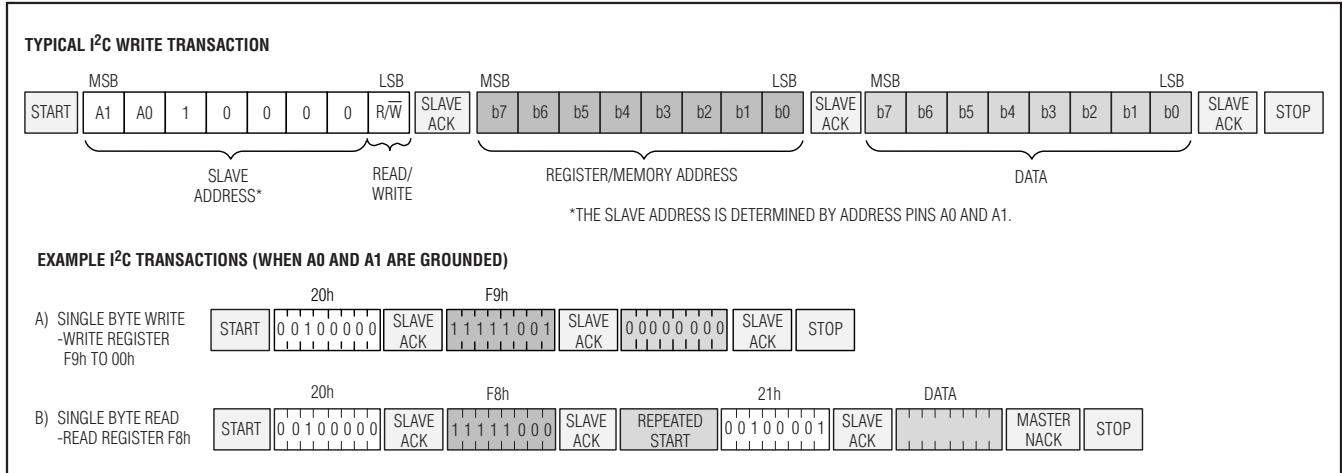 TYPICAL I²C WRITE TRANSACTION
MSB LSB MSB LSB MSB LSB
START A1 A0 1 0 0 0 0 R/W̅ SLAVE ACK b7 b6 b5 b4 b3 b2 b1 b0 SLAVE ACK b7 b6 b5 b4 b3 b2 b1 b0 SLAVE ACK STOP
SLAVE ADDRESS* READ/WRITE REGISTER/MEMORY ADDRESS DATA
*THE SLAVE ADDRESS IS DETERMINED BY ADDRESS PINS A0 AND A1.
EXAMPLE I²C TRANSACTIONS (WHEN A0 AND A1 ARE GROUNDED)
20h F9h
A) SINGLE BYTE WRITE
-WRITE REGISTER
F9h TO 00h
START 0 0 1 0 0 0 0 0 SLAVE ACK 1 1 1 1 1 0 0 1 SLAVE ACK 0 0 0 0 0 0 0 0 SLAVE ACK STOP
20h F8h 21h DATA
B) SINGLE BYTE READ
-READ REGISTER F8h
START 0 0 1 0 0 0 0 0 SLAVE ACK 1 1 1 1 1 0 0 0 SLAVE ACK REPEATED START 0 0 1 0 0 0 0 1 SLAVE ACK MASTER NACK STOP